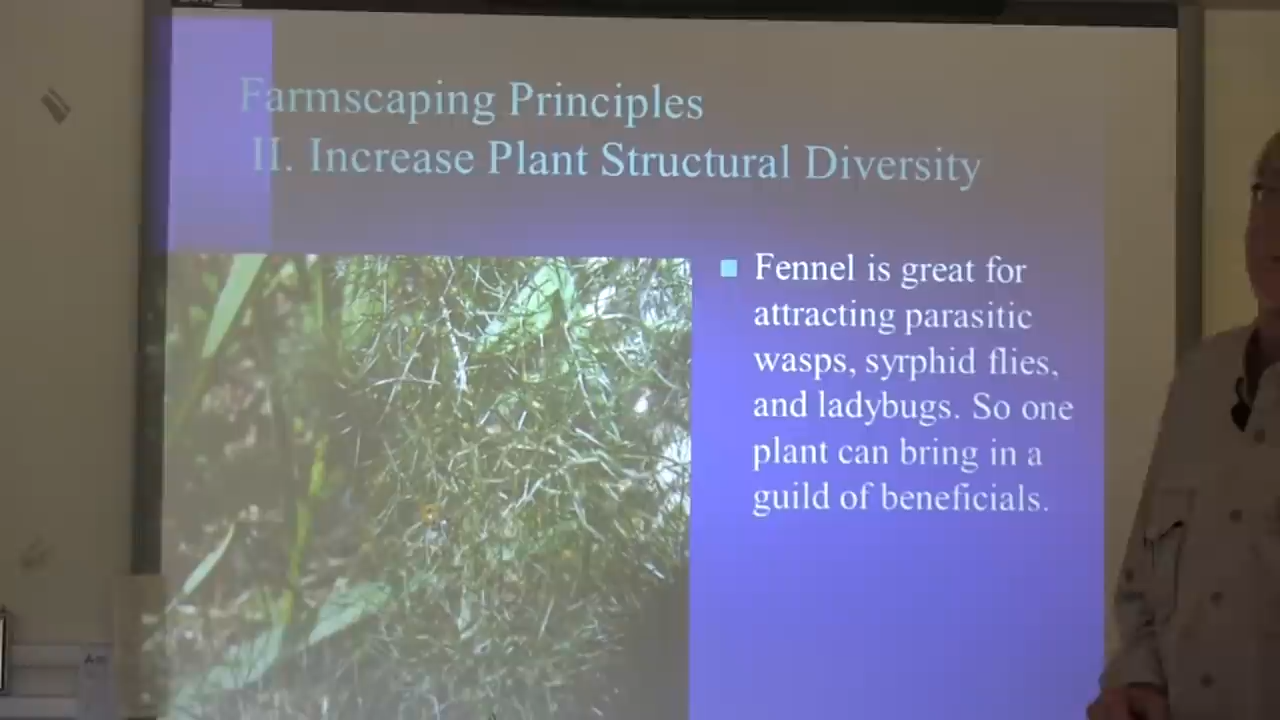 Farmscaping Principles
II. Increase Plant Structural Diversity
Fennel is great for
attracting parasitic
wasps, syrphid flies,
and ladybugs. So one
plant can bring in a
guild of beneficials.